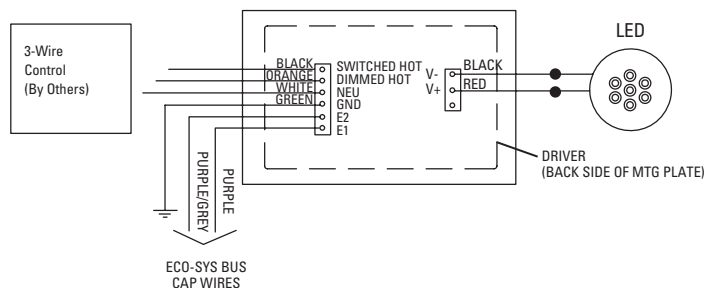 3-Wire
Control
(By Others)
BLACK
ORANGE
WHITE
GREEN
SWITCHED HOT
DIMMED HOT
NEU
GND
E2
E1
V-
V+
BLACK
RED
LED
DRIVER
(BACK SIDE OF MTG PLATE)
PURPLE/GREY
PURPLE
ECO-SYS BUS
CAP WIRES